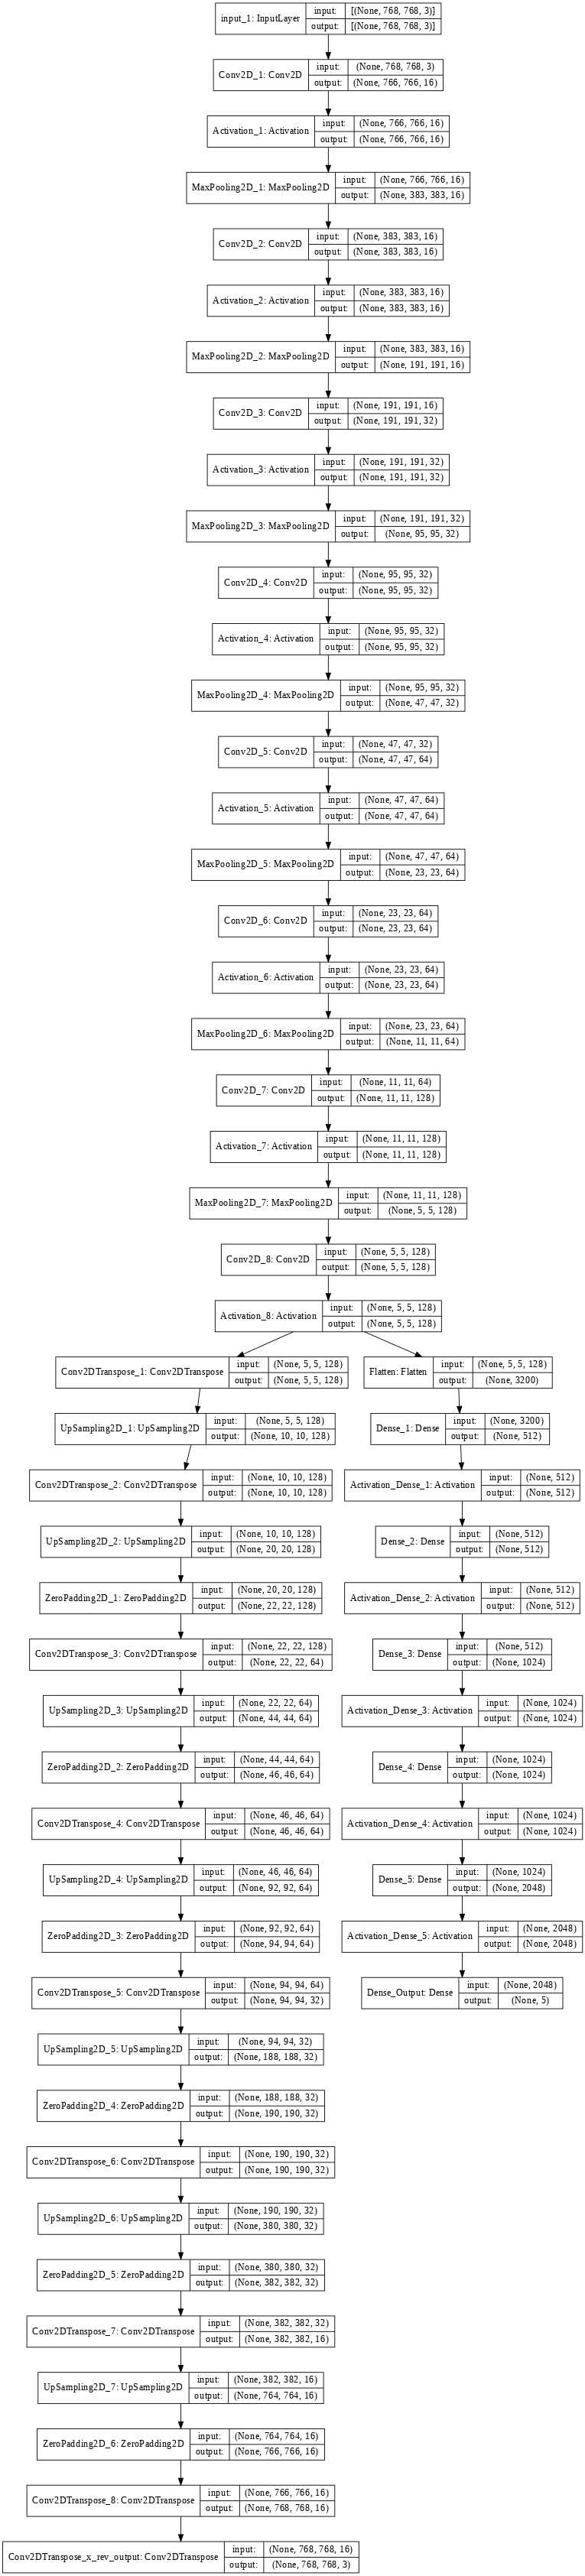 input_1: InputLayer input: [(None, 768, 768, 3)]
output: [(None, 768, 768, 3)]
Conv2D_1: Conv2D input: (None, 768, 768, 3)
output: (None, 766, 766, 16)
Activation_1: Activation input: (None, 766, 766, 16)
output: (None, 766, 766, 16)
MaxPooling2D_1: MaxPooling2D input: (None, 766, 766, 16)
output: (None, 383, 383, 16)
Conv2D_2: Conv2D input: (None, 383, 383, 16)
output: (None, 383, 383, 16)
Activation_2: Activation input: (None, 383, 383, 16)
output: (None, 383, 383, 16)
MaxPooling2D_2: MaxPooling2D input: (None, 383, 383, 16)
output: (None, 191, 191, 16)
Conv2D_3: Conv2D input: (None, 191, 191, 16)
output: (None, 191, 191, 32)
Activation_3: Activation input: (None, 191, 191, 32)
output: (None, 191, 191, 32)
MaxPooling2D_3: MaxPooling2D input: (None, 191, 191, 32)
output: (None, 95, 95, 32)
Conv2D_4: Conv2D input: (None, 95, 95, 32)
output: (None, 95, 95, 32)
Activation_4: Activation input: (None, 95, 95, 32)
output: (None, 95, 95, 32)
MaxPooling2D_4: MaxPooling2D input: (None, 95, 95, 32)
output: (None, 47, 47, 32)
Conv2D_5: Conv2D input: (None, 47, 47, 32)
output: (None, 47, 47, 64)
Activation_5: Activation input: (None, 47, 47, 64)
output: (None, 47, 47, 64)
MaxPooling2D_5: MaxPooling2D input: (None, 47, 47, 64)
output: (None, 23, 23, 64)
Conv2D_6: Conv2D input: (None, 23, 23, 64)
output: (None, 23, 23, 64)
Activation_6: Activation input: (None, 23, 23, 64)
output: (None, 23, 23, 64)
MaxPooling2D_6: MaxPooling2D input: (None, 23, 23, 64)
output: (None, 11, 11, 64)
Conv2D_7: Conv2D input: (None, 11, 11, 64)
output: (None, 11, 11, 128)
Activation_7: Activation input: (None, 11, 11, 128)
output: (None, 11, 11, 128)
MaxPooling2D_7: MaxPooling2D input: (None, 11, 11, 128)
output: (None, 5, 5, 128)
Conv2D_8: Conv2D input: (None, 5, 5, 128)
output: (None, 5, 5, 128)
Activation_8: Activation input: (None, 5, 5, 128)
output: (None, 5, 5, 128)
Conv2DTranspose_1: Conv2DTranspose input: (None, 5, 5, 128)
output: (None, 5, 5, 128)
UpSampling2D_1: UpSampling2D input: (None, 5, 5, 128)
output: (None, 10, 10, 128)
Conv2DTranspose_2: Conv2DTranspose input: (None, 10, 10, 128)
output: (None, 10, 10, 128)
UpSampling2D_2: UpSampling2D input: (None, 10, 10, 128)
output: (None, 20, 20, 128)
ZeroPadding2D_1: ZeroPadding2D input: (None, 20, 20, 128)
output: (None, 22, 22, 128)
Conv2DTranspose_3: Conv2DTranspose input: (None, 22, 22, 128)
output: (None, 22, 22, 64)
UpSampling2D_3: UpSampling2D input: (None, 22, 22, 64)
output: (None, 44, 44, 64)
ZeroPadding2D_2: ZeroPadding2D input: (None, 44, 44, 64)
output: (None, 46, 46, 64)
Conv2DTranspose_4: Conv2DTranspose input: (None, 46, 46, 64)
output: (None, 46, 46, 64)
UpSampling2D_4: UpSampling2D input: (None, 46, 46, 64)
output: (None, 92, 92, 64)
ZeroPadding2D_3: ZeroPadding2D input: (None, 92, 92, 64)
output: (None, 94, 94, 64)
Conv2DTranspose_5: Conv2DTranspose input: (None, 94, 94, 64)
output: (None, 94, 94, 32)
UpSampling2D_5: UpSampling2D input: (None, 94, 94, 32)
output: (None, 188, 188, 32)
ZeroPadding2D_4: ZeroPadding2D input: (None, 188, 188, 32)
output: (None, 190, 190, 32)
Conv2DTranspose_6: Conv2DTranspose input: (None, 190, 190, 32)
output: (None, 190, 190, 32)
UpSampling2D_6: UpSampling2D input: (None, 190, 190, 32)
output: (None, 380, 380, 32)
ZeroPadding2D_5: ZeroPadding2D input: (None, 380, 380, 32)
output: (None, 382, 382, 32)
Conv2DTranspose_7: Conv2DTranspose input: (None, 382, 382, 32)
output: (None, 382, 382, 16)
UpSampling2D_7: UpSampling2D input: (None, 382, 382, 16)
output: (None, 764, 764, 16)
ZeroPadding2D_6: ZeroPadding2D input: (None, 764, 764, 16)
output: (None, 766, 766, 16)
Conv2DTranspose_8: Conv2DTranspose input: (None, 766, 766, 16)
output: (None, 768, 768, 16)
Conv2DTranspose_x_rev_output: Conv2DTranspose input: (None, 768, 768, 16)
output: (None, 768, 768, 3)
Flatten: Flatten input: (None, 5, 5, 128)
output: (None, 3200)
Dense_1: Dense input: (None, 3200)
output: (None, 512)
Activation_Dense_1: Activation input: (None, 512)
output: (None, 512)
Dense_2: Dense input: (None, 512)
output: (None, 512)
Activation_Dense_2: Activation input: (None, 512)
output: (None, 512)
Dense_3: Dense input: (None, 512)
output: (None, 1024)
Activation_Dense_3: Activation input: (None, 1024)
output: (None, 1024)
Dense_4: Dense input: (None, 1024)
output: (None, 1024)
Activation_Dense_4: Activation input: (None, 1024)
output: (None, 1024)
Dense_5: Dense input: (None, 1024)
output: (None, 2048)
Activation_Dense_5: Activation input: (None, 2048)
output: (None, 2048)
Dense_Output: Dense input: (None, 2048)
output: (None, 5)